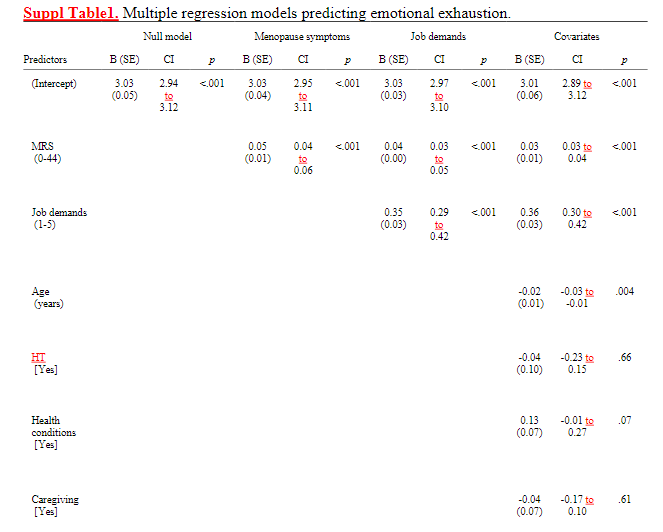 Suppl Table1. Multiple regression models predicting emotional exhaustion.
Null model Menopause symptoms Job demands Covariates
Predictors B (SE) CI p B (SE) CI p B (SE) CI p B (SE) CI p
(Intercept) 3.03 2.94 <.001 3.03 2.95 <.001 3.03 2.97 <.001 3.01 2.89 to <.001
(0.05) to (0.04) to (0.03) to (0.06) 3.12
3.12 3.11 3.10
MRS 0.05 0.04 <.001 0.04 0.03 <.001 0.03 0.03 to <.001
(0-44) (0.01) to (0.00) to (0.01) 0.04
0.06 0.05
Job demands 0.35 0.29 <.001 0.36 0.30 to <.001
(1-5) (0.03) to (0.03) 0.42
0.42
Age -0.02 -0.03 to .004
(years) (0.01) -0.01
HT -0.04 -0.23 to .66
[Yes] (0.10) 0.15
Health 0.13 -0.01 to .07
conditions (0.07) 0.27
[Yes]
Caregiving -0.04 -0.17 to .61
[Yes] (0.07) 0.10